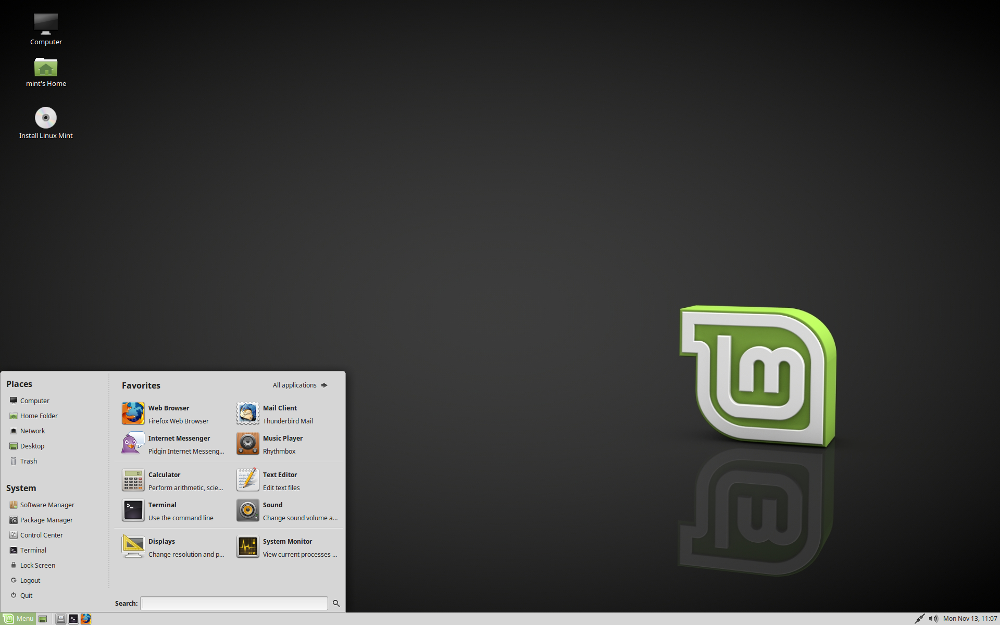 Computer
mint's Home
Install Linux Mint
Places
Computer
Home Folder
Network
Desktop
Trash
System
Software Manager
Package Manager
Control Center
Terminal
Lock Screen
Logout
Quit
Favorites
All applications
Web Browser
Firefox Web Browser
Mail Client
Thunderbird Mail
Internet Messenger
Pidgin Internet Messeng...
Music Player
Rhythmbox
Calculator
Perform arithmetic, scie...
Text Editor
Edit text files
Terminal
Use the command line
Sound
Change sound volume a...
Displays
Change resolution and p...
System Monitor
View current processes ...
Search:
Menu
Mon Nov 13, 11:07